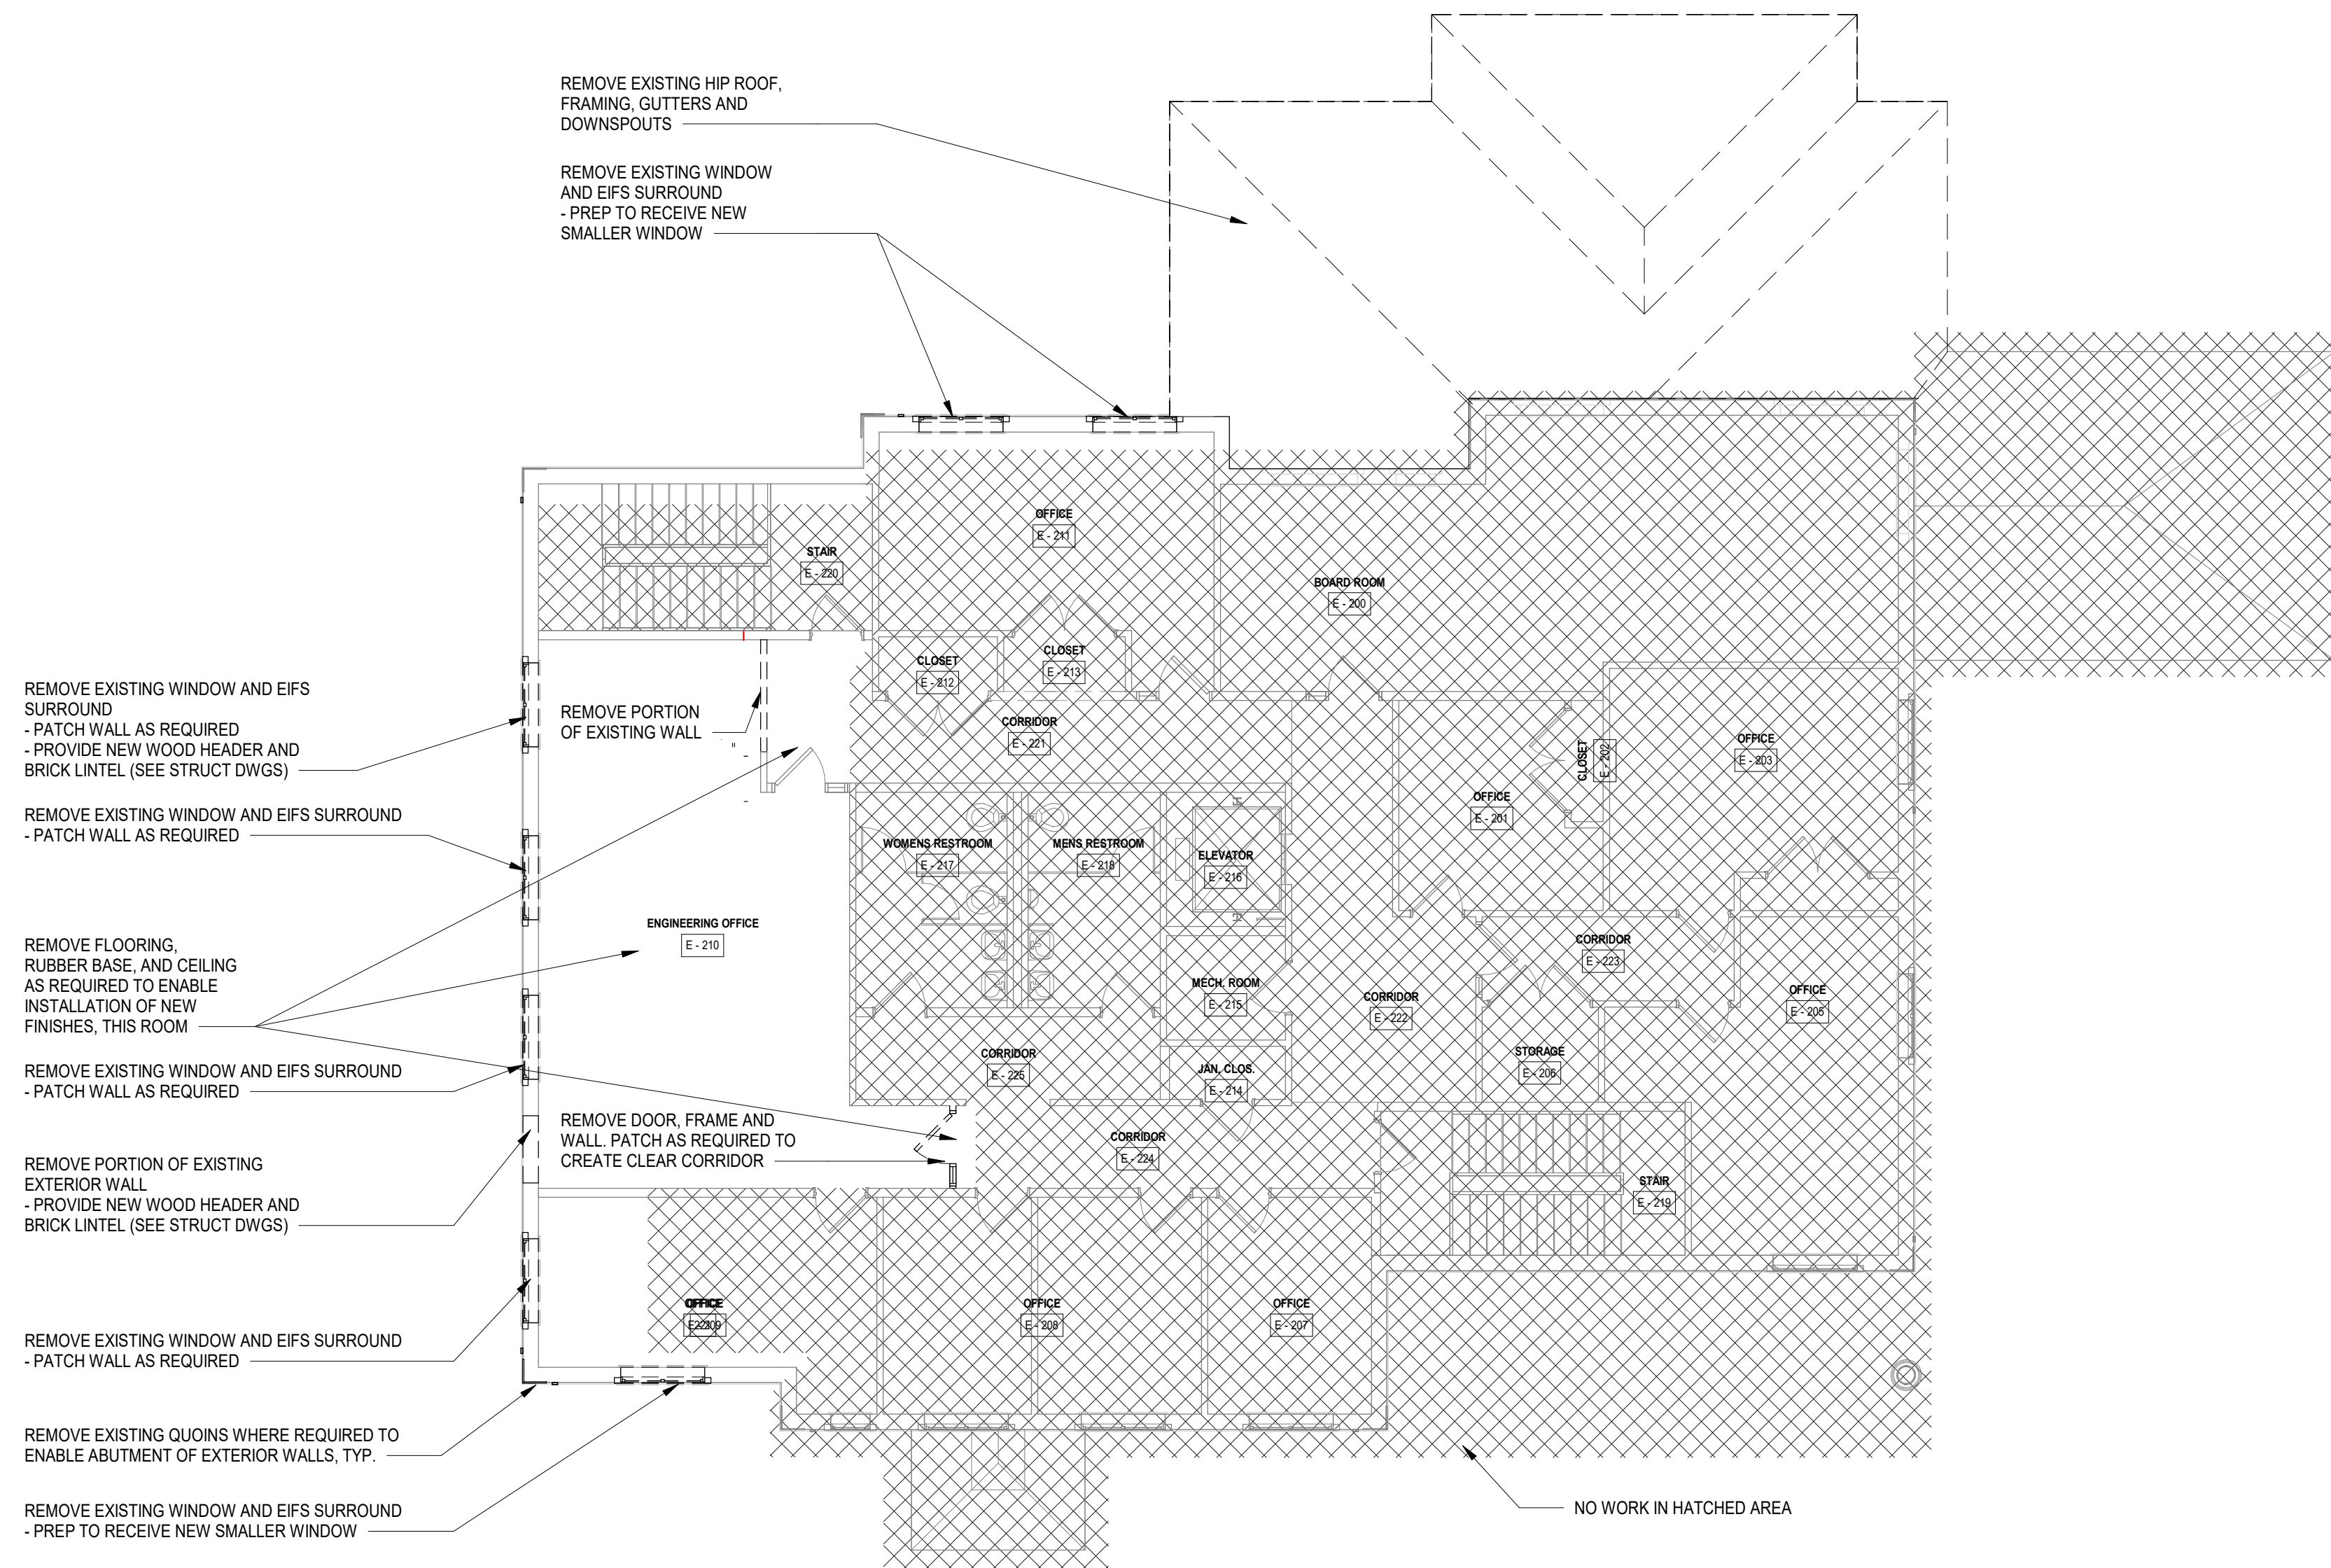 REMOVE EXISTING HIP ROOF,
FRAMING, GUTTERS AND
DOWNSPOUTS
REMOVE EXISTING WINDOW
AND EIFS SURROUND
- PREP TO RECEIVE NEW
SMALLER WINDOW
OFFICE
E - 211
STAIR
E - 220
BOARD ROOM
E - 200
CLOSET
E - 212
CLOSET
E - 213
REMOVE EXISTING WINDOW AND EIFS
SURROUND
- PATCH WALL AS REQUIRED
- PROVIDE NEW WOOD HEADER AND
BRICK LINTEL (SEE STRUCT DWGS)
REMOVE PORTION
OF EXISTING WALL
CORRIDOR
E - 221
CLOSET
E - 202
OFFICE
E - 203
OFFICE
E - 201
REMOVE EXISTING WINDOW AND EIFS SURROUND
- PATCH WALL AS REQUIRED
WOMENS RESTROOM
E - 217
MENS RESTROOM
E - 218
ELEVATOR
E - 216
ENGINEERING OFFICE
E - 210
REMOVE FLOORING,
RUBBER BASE, AND CEILING
AS REQUIRED TO ENABLE
INSTALLATION OF NEW
FINISHES, THIS ROOM
CORRIDOR
E - 223
MECH. ROOM
E - 215
CORRIDOR
E - 222
OFFICE
E - 205
REMOVE EXISTING WINDOW AND EIFS SURROUND
- PATCH WALL AS REQUIRED
CORRIDOR
E - 225
JAN. CLOS.
E - 214
STORAGE
E - 206
REMOVE DOOR, FRAME AND
WALL. PATCH AS REQUIRED TO
CREATE CLEAR CORRIDOR
CORRIDOR
E - 224
REMOVE PORTION OF EXISTING
EXTERIOR WALL
- PROVIDE NEW WOOD HEADER AND
BRICK LINTEL (SEE STRUCT DWGS)
STAIR
E - 219
OFFICE
OFFICE
E - 208
OFFICE
E - 207
REMOVE EXISTING WINDOW AND EIFS SURROUND
- PATCH WALL AS REQUIRED
REMOVE EXISTING QUOINS WHERE REQUIRED TO
ENABLE ABUTMENT OF EXTERIOR WALLS, TYP.
REMOVE EXISTING WINDOW AND EIFS SURROUND
- PREP TO RECEIVE NEW SMALLER WINDOW
NO WORK IN HATCHED AREA